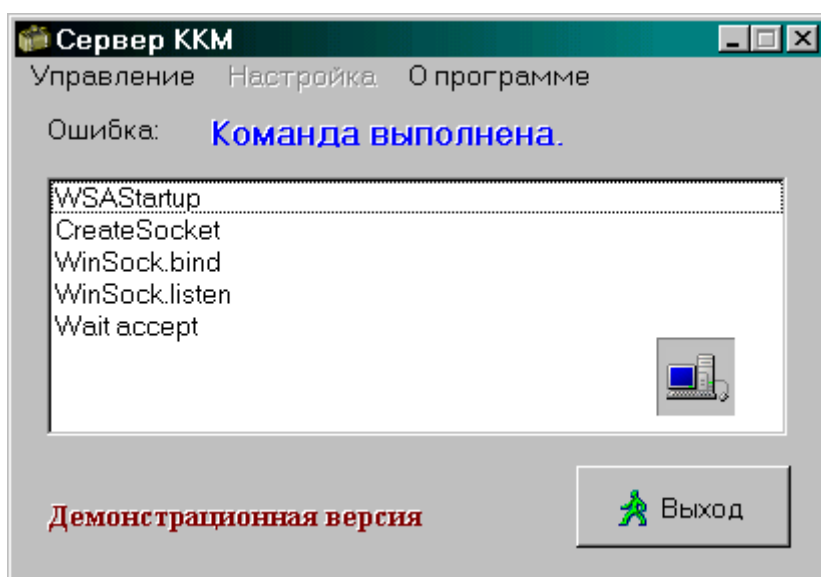 Сервер ККМ
Управление Настройка О программе
Ошибка: Команда выполнена.
WSAStartup
CreateSocket
WinSock.bind
WinSock.listen
Wait accept
Демонстрационная версия
Выход